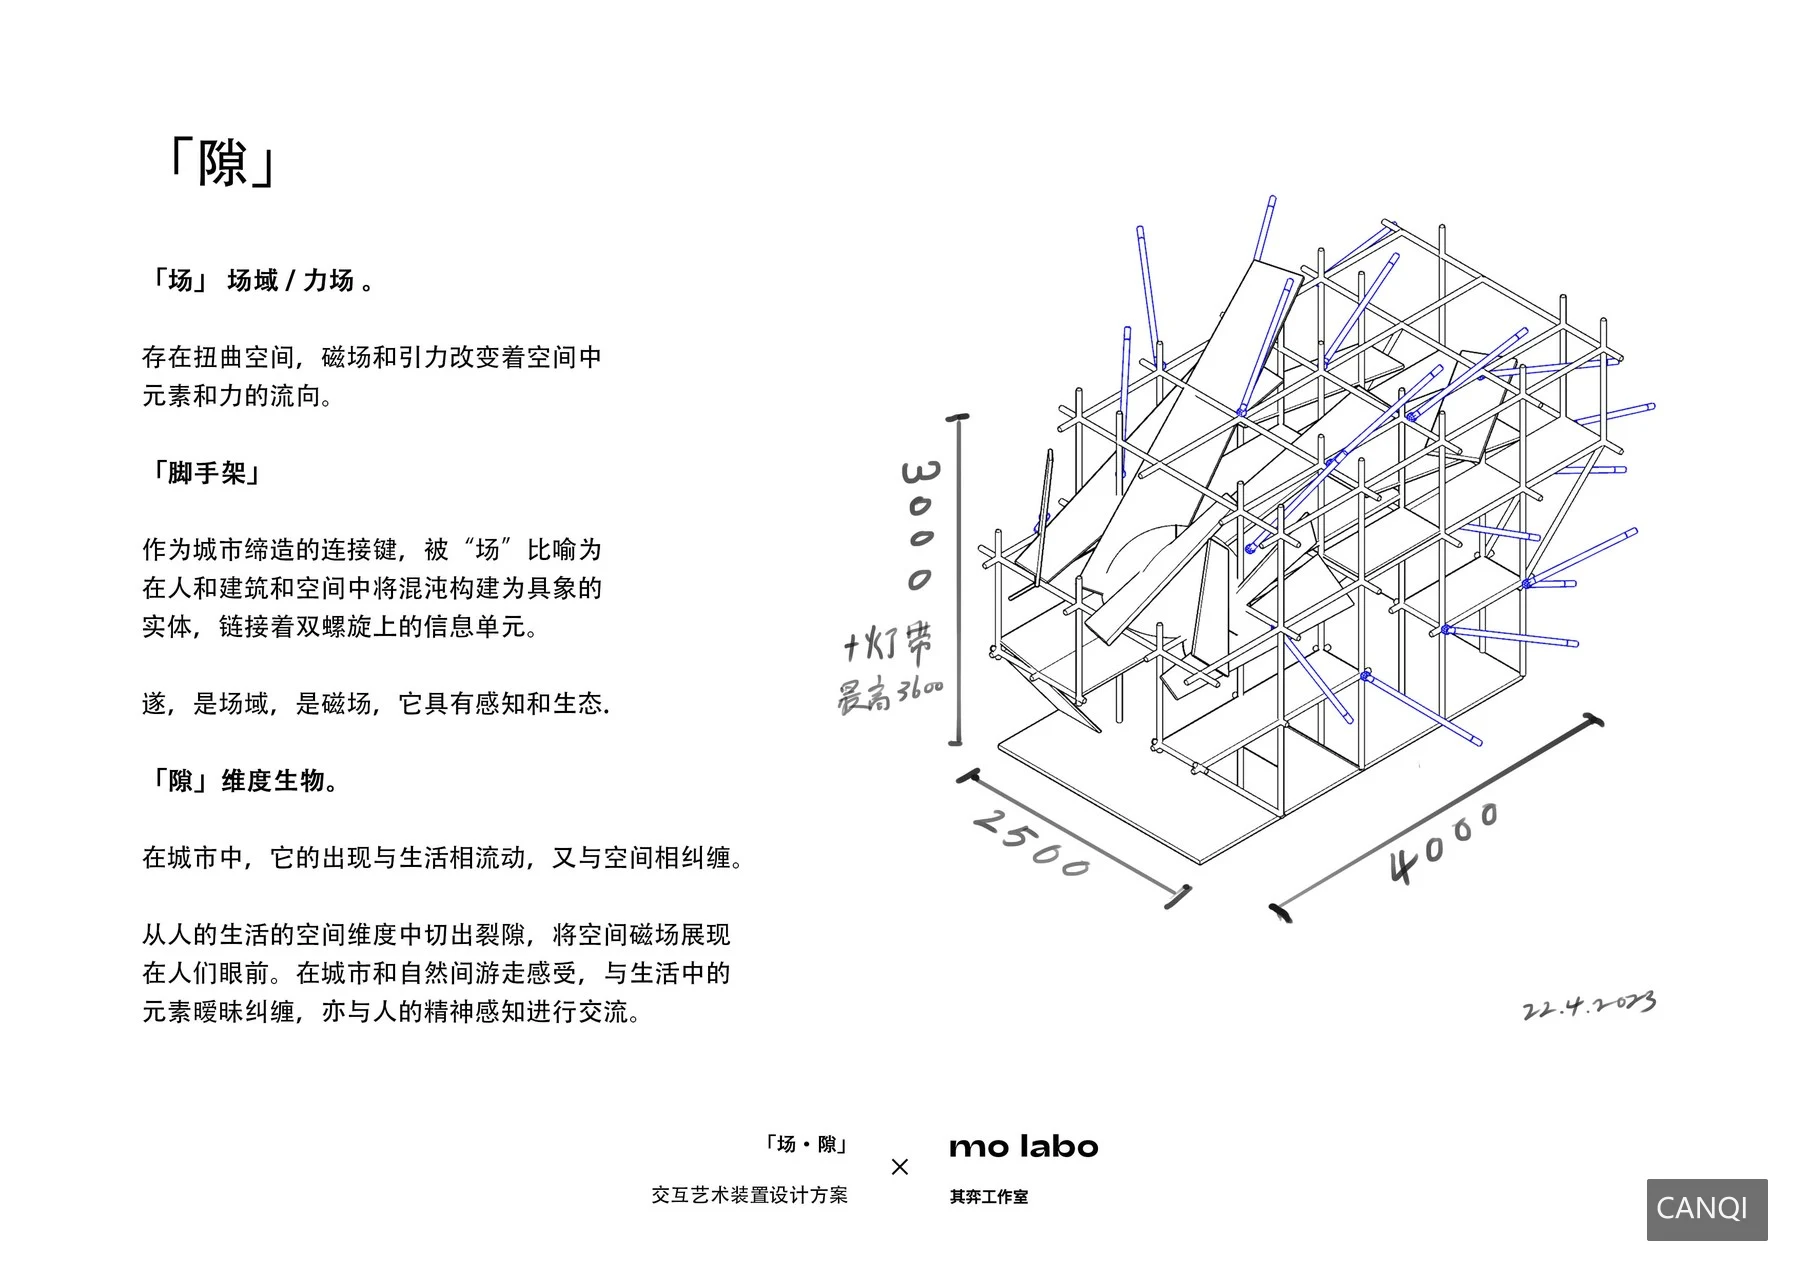 「隙」
「场」 场域 / 力场 。
存在扭曲空间，磁场和引力改变着空间中
元素和力的流向。
「脚手架」
作为城市缔造的连接键，被“场”比喻为
在人和建筑和空间中将混沌构建为具象的
实体，链接着双螺旋上的信息单元。
遂，是场域，是磁场，它具有感知和生态.
「隙」维度生物。
在城市中，它的出现与生活相流动，又与空间相纠缠。
从人的生活的空间维度中切出裂隙，将空间磁场展现
在人们眼前。在城市和自然间游走感受，与生活中的
元素暧昧纠缠，亦与人的精神感知进行交流。
3000
+灯带
最高3600
2500
4000
22.4.2023
「场・隙」
交互艺术装置设计方案
×
mo labo
其弈工作室
CANQI